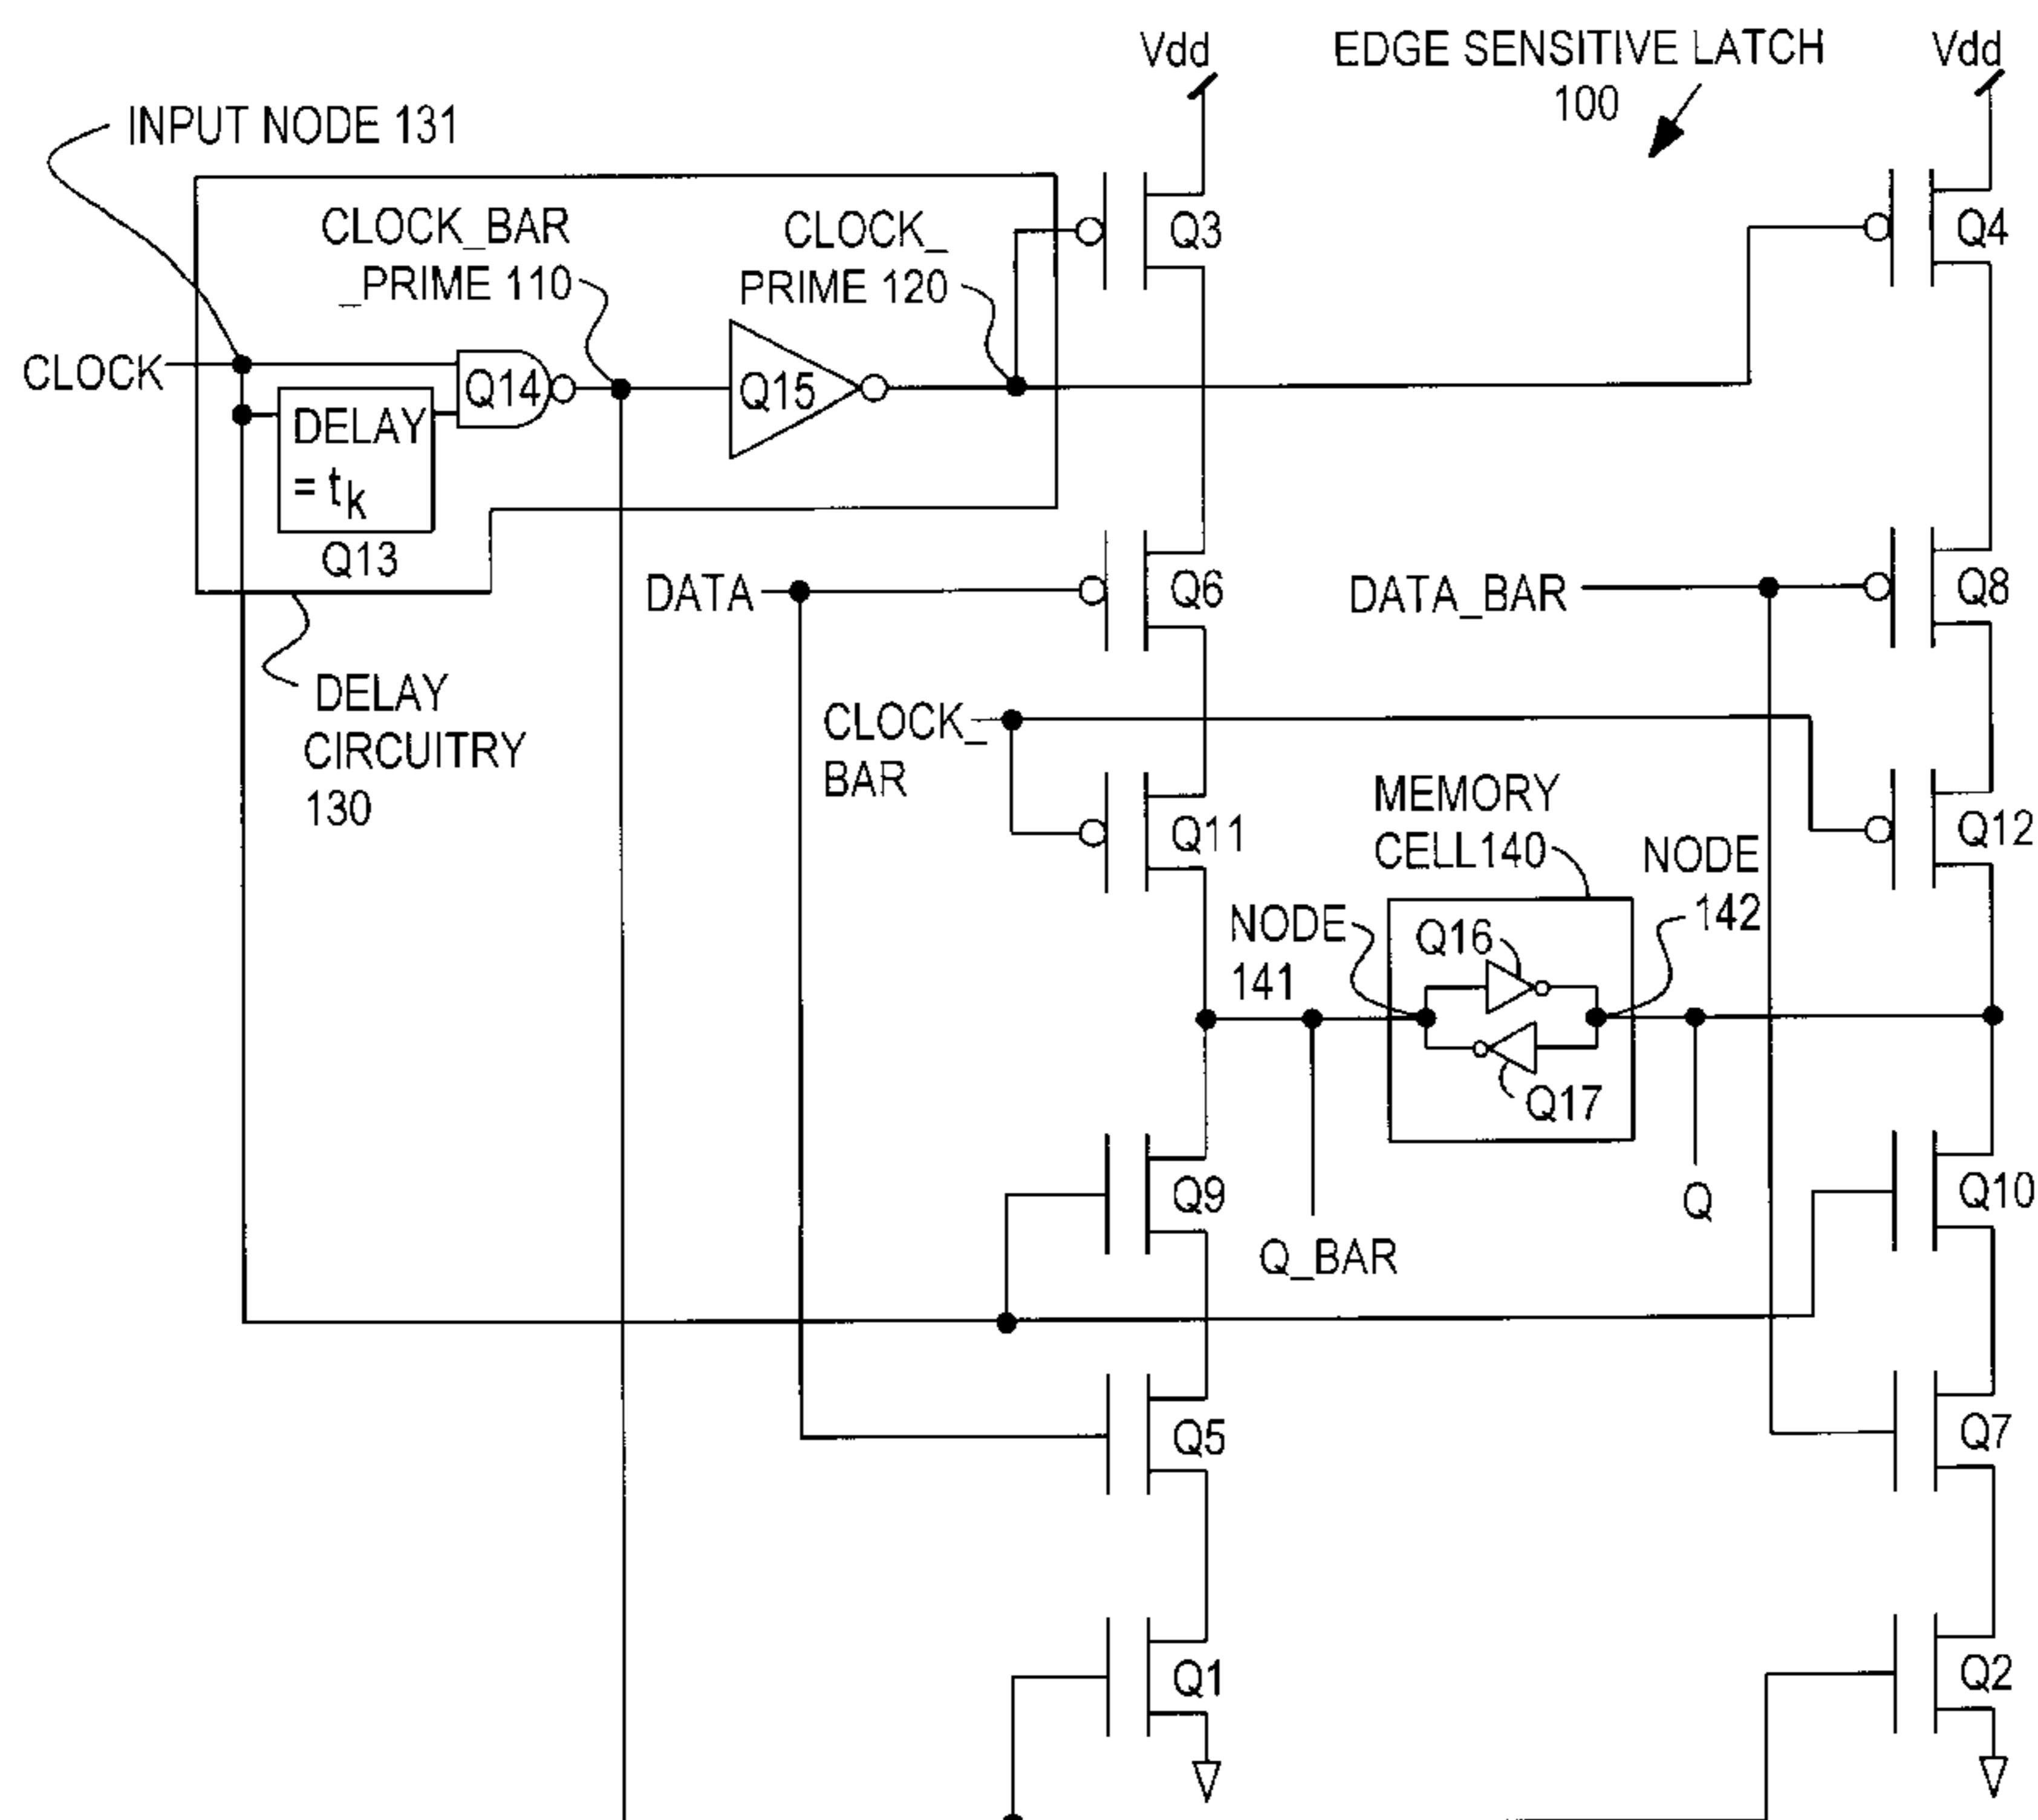 Vdd
EDGE SENSITIVE LATCH
100
Vdd
INPUT NODE 131
CLOCK_BAR
_PRIME 110
CLOCK_
PRIME 120
Q3
Q4
CLOCK
Q14
Q15
DELAY
= tk
Q13
DATA
Q6
DATA_BAR
Q8
DELAY
CIRCUITRY
130
CLOCK_
BAR
Q11
MEMORY
CELL140
Q12
NODE
141
Q16
NODE
142
Q17
Q9
Q_BAR
Q
Q10
Q5
Q7
Q1
Q2